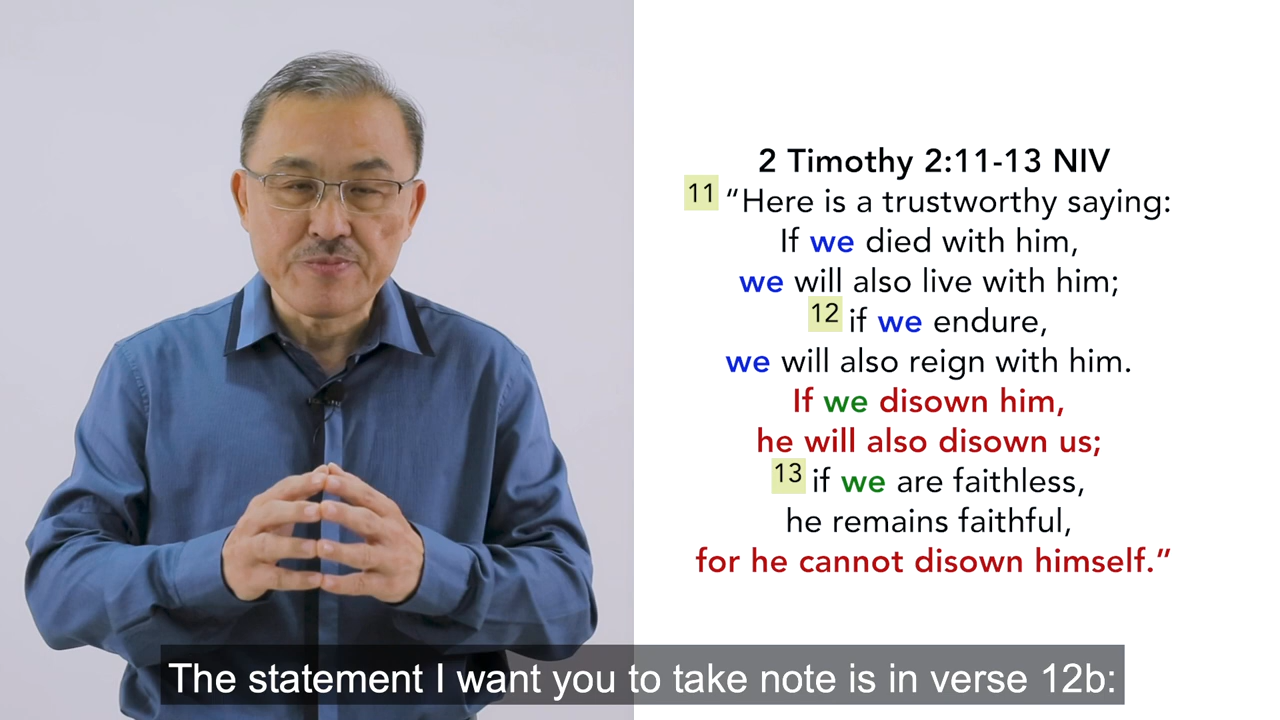 2 Timothy 2:11-13 NIV
11 “Here is a trustworthy saying:
If we died with him,
we will also live with him;
12 if we endure,
we will also reign with him.
If we disown him,
he will also disown us;
13 if we are faithless,
he remains faithful,
for he cannot disown himself.”
The statement I want you to take note is in verse 12b: